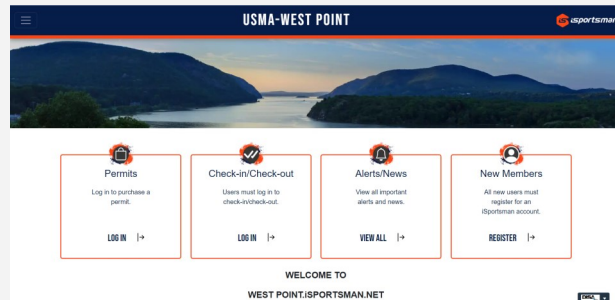 USMA-WEST POINT
isportsman
Permits
Log in to purchase a
permit.
LOG IN
Check-in/Check-out
Users must log in to
check-in/check-out.
LOG IN
Alerts/News
View all important
alerts and news.
VIEW ALL
New Members
All new users must
register for an
iSportsman account.
REGISTER
WELCOME TO
WEST POINT.iSPORTSMAN.NET